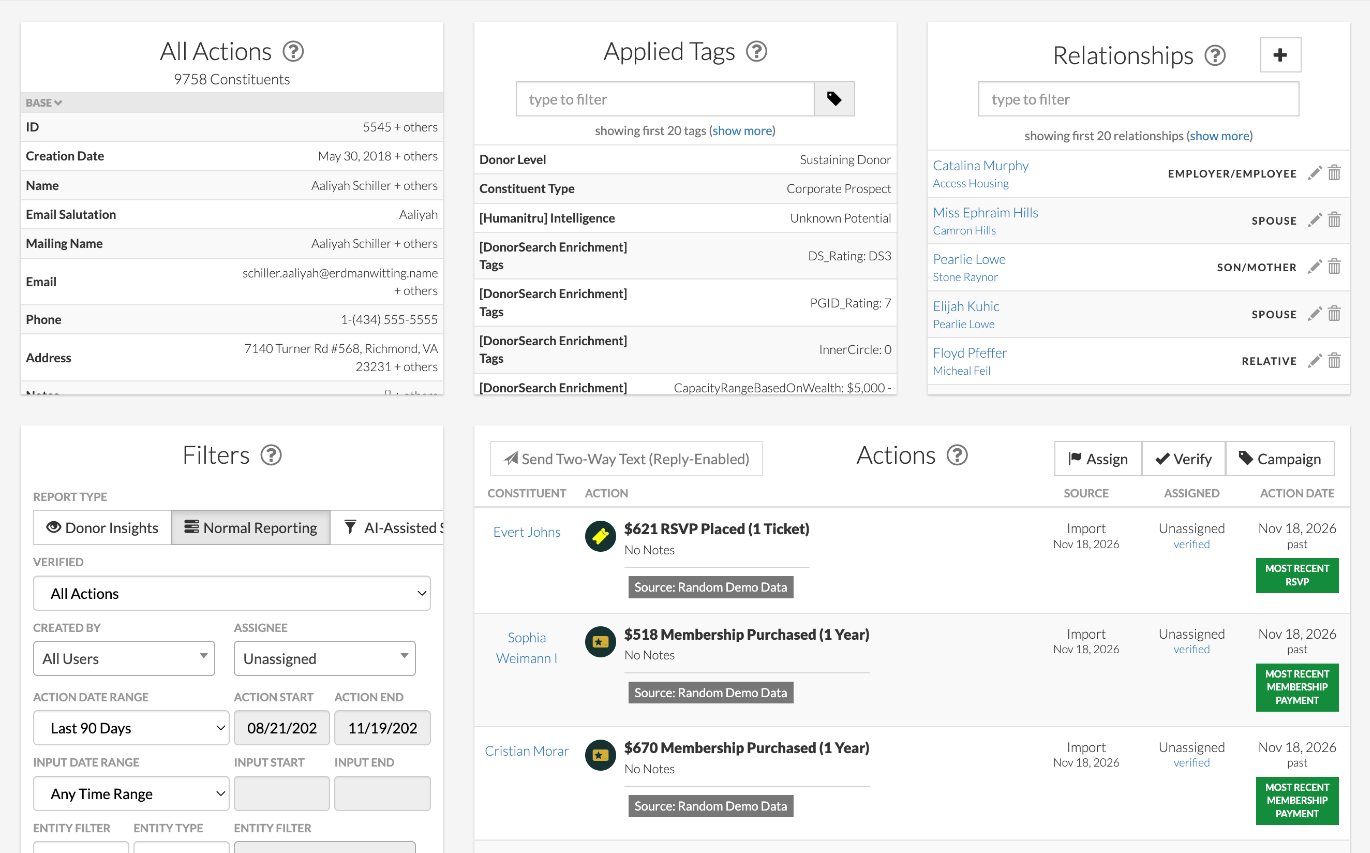 All Actions
9758 Constituents
BASE
ID 5545 + others
Creation Date May 30, 2018 + others
Name Aaliyah Schiller + others
Email Salutation Aaliyah
Mailing Name Aaliyah Schiller + others
Email schiller.aaliyah@erdmanwitting.name
+ others
Phone 1-(434) 555-5555
Address 7140 Turner Rd #568, Richmond, VA
23231 + others
Applied Tags
type to filter
showing first 20 tags (show more)
Donor Level Sustaining Donor
Constituent Type Corporate Prospect
[Humanitru] Intelligence Unknown Potential
[DonorSearch Enrichment]
Tags DS_Rating: DS3
[DonorSearch Enrichment]
Tags PGID_Rating: 7
[DonorSearch Enrichment]
Tags InnerCircle: 0
[DonorSearch Enrichment] CapacityRangeBasedOnWealth: $5,000 -
Relationships
type to filter
showing first 20 relationships (show more)
Catalina Murphy
Access Housing EMPLOYER/EMPLOYEE
Miss Ephraim Hills
Camron Hills SPOUSE
Pearlie Lowe
Stone Raynor SON/MOTHER
Elijah Kuhic
Pearlie Lowe SPOUSE
Floyd Pfeffer
Micheal Feil RELATIVE
Filters
REPORT TYPE
Donor Insights Normal Reporting AI-Assisted S
VERIFIED
All Actions
CREATED BY ASSIGNEE
All Users Unassigned
ACTION DATE RANGE ACTION START ACTION END
Last 90 Days 08/21/202 11/19/202
INPUT DATE RANGE INPUT START INPUT END
Any Time Range
ENTITY FILTER ENTITY TYPE ENTITY FILTER
Send Two-Way Text (Reply-Enabled) Actions Assign Verify Campaign
CONSTITUENT ACTION SOURCE ASSIGNED ACTION DATE
Evert Johns $621 RSVP Placed (1 Ticket) Import Unassigned Nov 18, 2026
No Notes Nov 18, 2026 verified past
Source: Random Demo Data MOST RECENT
RSVP
Sophia $518 Membership Purchased (1 Year) Import Unassigned Nov 18, 2026
Weimann I No Notes Nov 18, 2026 verified past
Source: Random Demo Data MOST RECENT
MEMBERSHIP
PAYMENT
Cristian Morar $670 Membership Purchased (1 Year) Import Unassigned Nov 18, 2026
No Notes Nov 18, 2026 verified past
Source: Random Demo Data MOST RECENT
MEMBERSHIP
PAYMENT